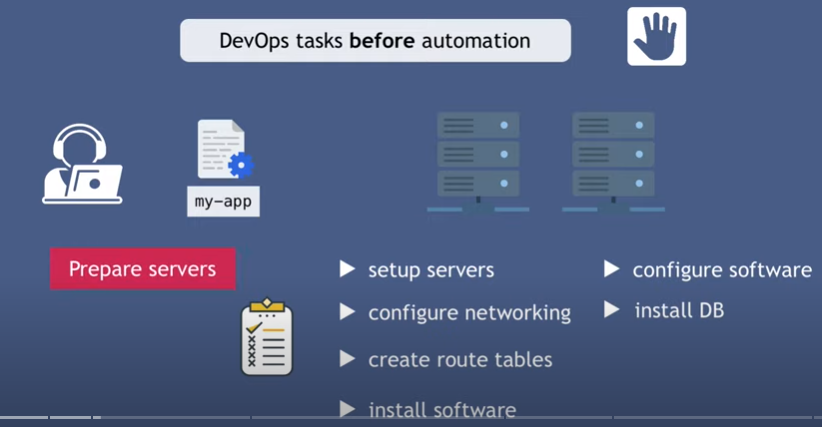 DevOps tasks before automation
my-app
Prepare servers
setup servers
configure networking
create route tables
install software
configure software
install DB